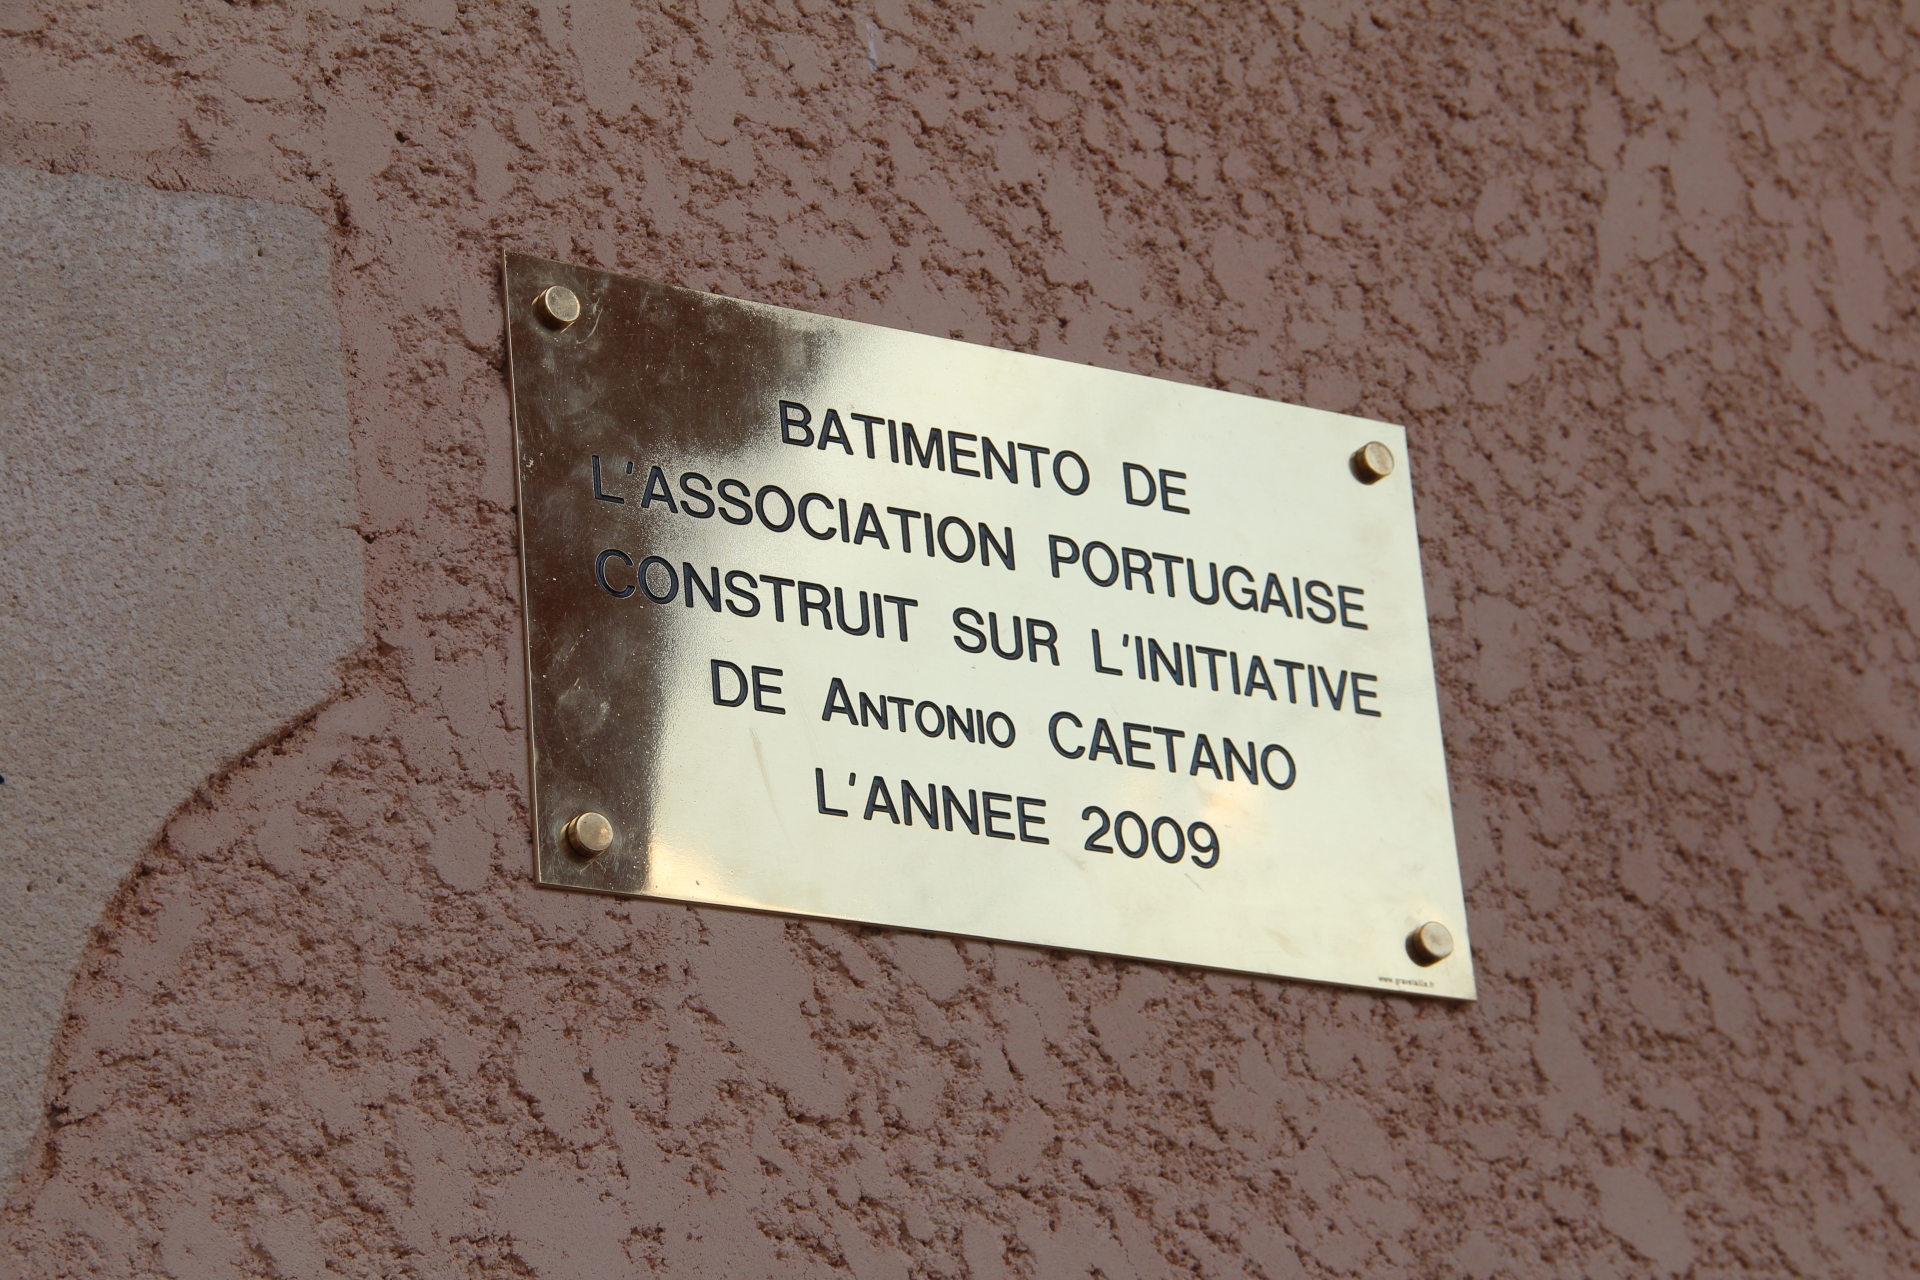 BATIMENTO DE
L'ASSOCIATION PORTUGAISE
CONSTRUIT SUR L'INITIATIVE
DE ANTONIO CAETANO
L'ANNEE 2009